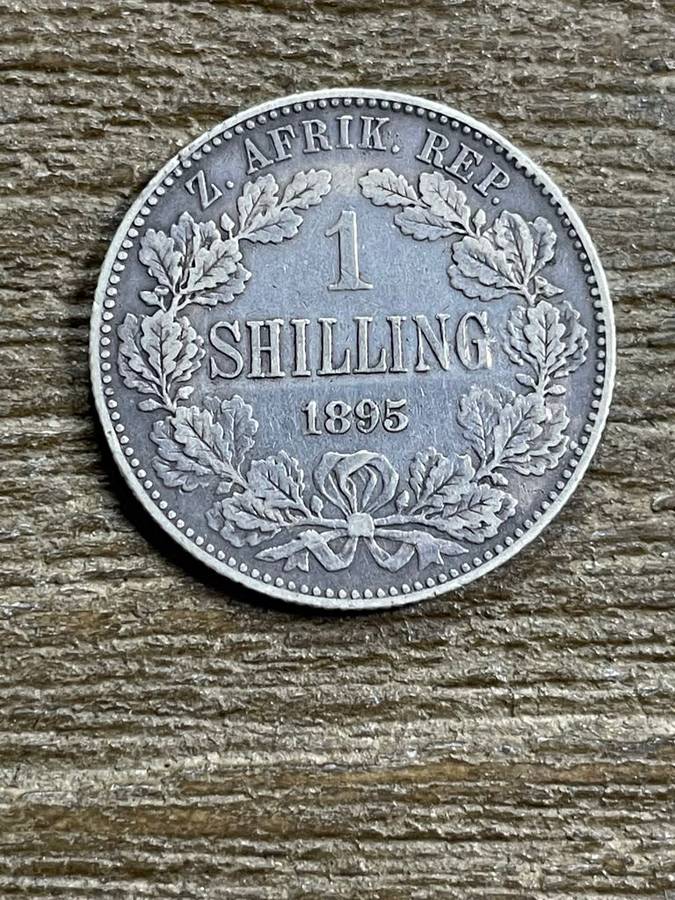 Z. AFRIK. REP.
1
SHILLING
1895